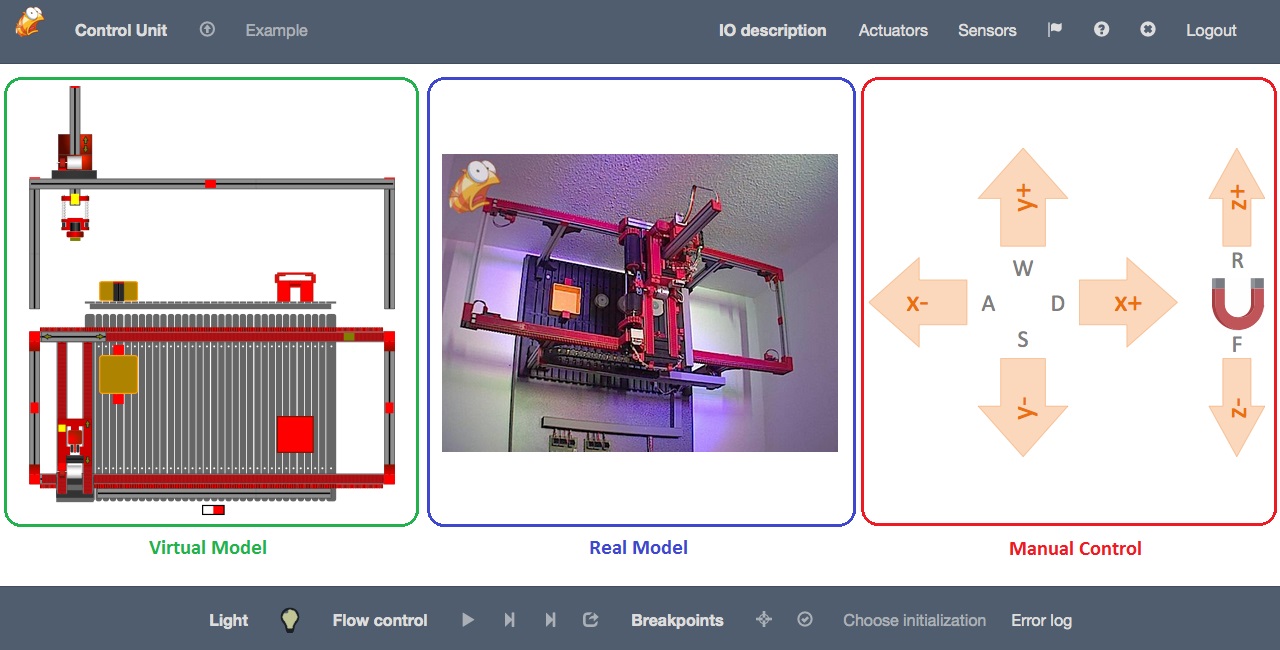 Control Unit Example IO description Actuators Sensors Logout
y+
z+
W
R
x- A D x+
S
F
y-
z-
Virtual Model Real Model Manual Control
Light Flow control Breakpoints Choose initialization Error log